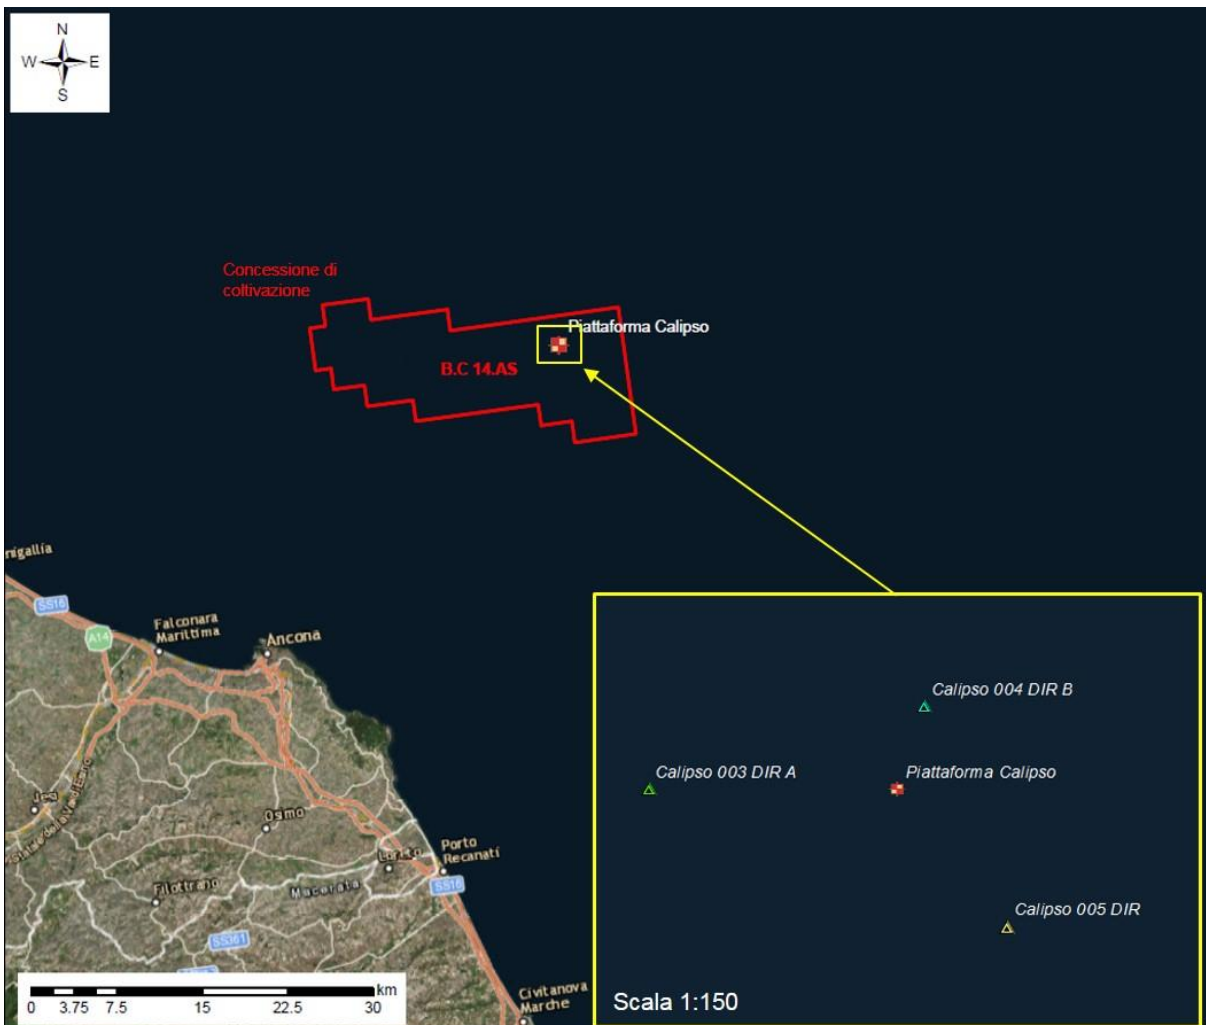 N
W E
S
Concessione di
coltivazione
Piattaforma Calipso
B.C 14.AS
nigallia
SS16
A14
Falconara
Marittima
Ancona
Calipso 004 DIR B
Calipso 003 DIR A
Piattaforma Calipso
Osimo
Porto
Recanati
Loreto
SS16
Filottrano
Macerata
Calipso 005 DIR
SS361
km
0 3.75 7.5 15 22.5 30
Civitanova
Marche
Scala 1:150